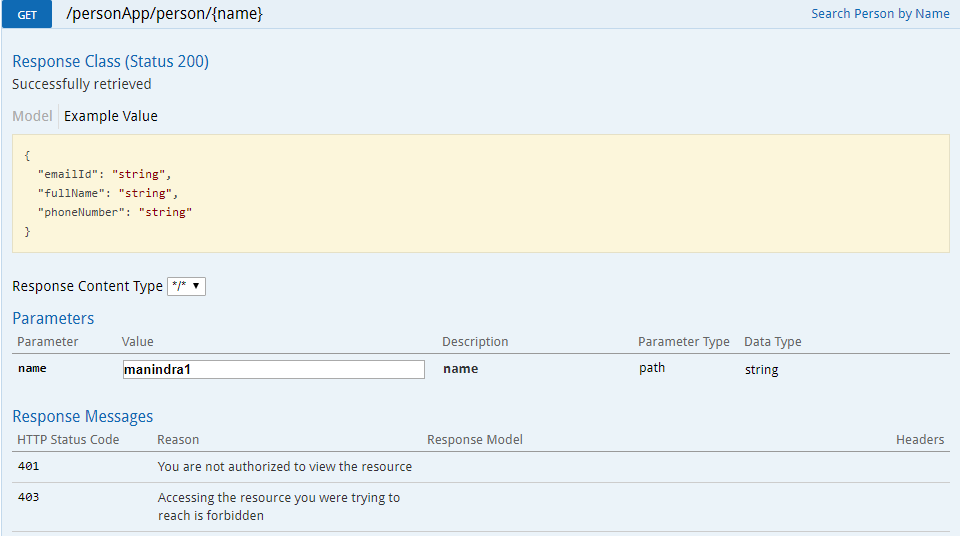 GET /personApp/person/{name} Search Person by Name
Response Class (Status 200)
Successfully retrieved
Model Example Value
{
"emailId": "string",
"fullName": "string",
"phoneNumber": "string"
}
Response Content Type */* ▼
Parameters
Parameter Value Description Parameter Type Data Type
name manindra1 name path string
Response Messages
HTTP Status Code Reason Response Model Headers
401 You are not authorized to view the resource
403 Accessing the resource you were trying to
reach is forbidden